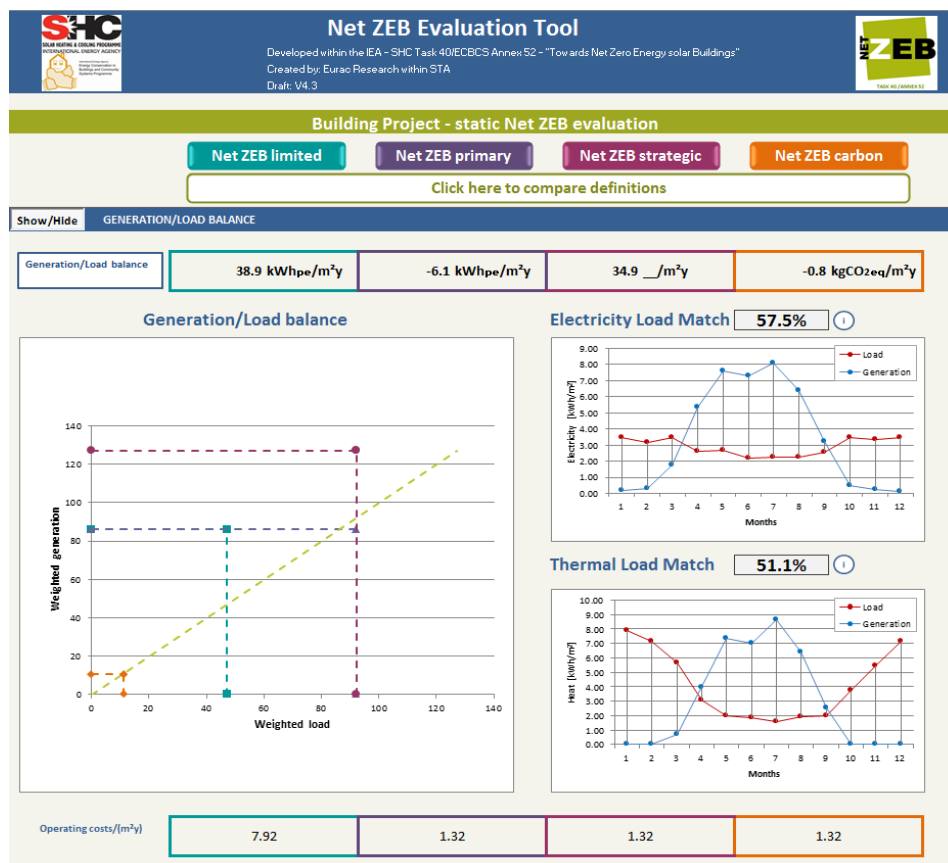 SHC
SOLAR HEATING & COOLING PROGRAMME
INTERNATIONAL ENERGY AGENCY
Energy Conservation in
Buildings and Community
Systems Programme
Net ZEB Evaluation Tool
Developed within the IEA - SHC Task 40/ECBCS Annex 52 - "Towards Net Zero Energy solar Buildings"
Created by: Eurac Research within STA
Draft: V4.3
NET ZEB
TASK 40 / ANNEX 52
Building Project - static Net ZEB evaluation
Net ZEB limited Net ZEB primary Net ZEB strategic Net ZEB carbon
Click here to compare definitions
Show/Hide GENERATION/LOAD BALANCE
Generation/Load balance 38.9 kWhpe/m²y -6.1 kWhpe/m²y 34.9 __/m²y -0.8 kgCO2eq/m²y
Generation/Load balance
140
120
100
80
60
40
20
0
Weighted generation
0 20 40 60 80 100 120 140
Weighted load
Electricity Load Match 57.5% i
9.00
8.00
7.00
6.00
5.00
4.00
3.00
2.00
1.00
0.00
Electricity [kWh/m²]
Load
Generation
1 2 3 4 5 6 7 8 9 10 11 12
Months
Thermal Load Match 51.1% i
10.00
9.00
8.00
7.00
6.00
5.00
4.00
3.00
2.00
1.00
0.00
Heat [kWh/m²]
Load
Generation
1 2 3 4 5 6 7 8 9 10 11 12
Months
Operating costs/(m²y) 7.92 1.32 1.32 1.32